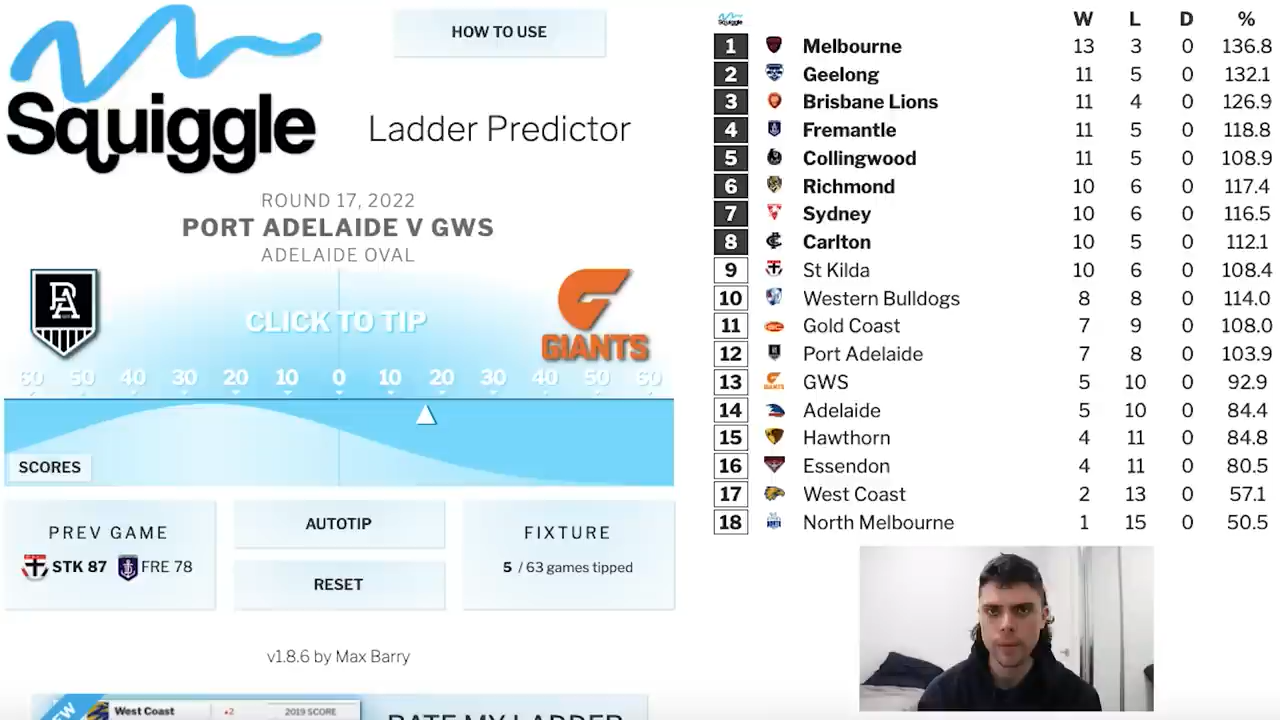 Squiggle
HOW TO USE
Ladder Predictor
ROUND 17, 2022
PORT ADELAIDE V GWS
ADELAIDE OVAL
PA
CLICK TO TIP
GIANTS
60 50 40 30 20 10 0 10 20 30 40 50 60
SCORES
PREV GAME
STK 87 FRE 78
AUTOTIP
RESET
FIXTURE
5 / 63 games tipped
v1.8.6 by Max Barry
West Coast +2 2019 SCORE
RATE MY LADDER
Squiggle W L D %
1 Melbourne 13 3 0 136.8
2 Geelong 11 5 0 132.1
3 Brisbane Lions 11 4 0 126.9
4 Fremantle 11 5 0 118.8
5 Collingwood 11 5 0 108.9
6 Richmond 10 6 0 117.4
7 Sydney 10 6 0 116.5
8 Carlton 10 5 0 112.1
9 St Kilda 10 6 0 108.4
10 Western Bulldogs 8 8 0 114.0
11 Gold Coast 7 9 0 108.0
12 Port Adelaide 7 8 0 103.9
13 GWS 5 10 0 92.9
14 Adelaide 5 10 0 84.4
15 Hawthorn 4 11 0 84.8
16 Essendon 4 11 0 80.5
17 West Coast 2 13 0 57.1
18 North Melbourne 1 15 0 50.5